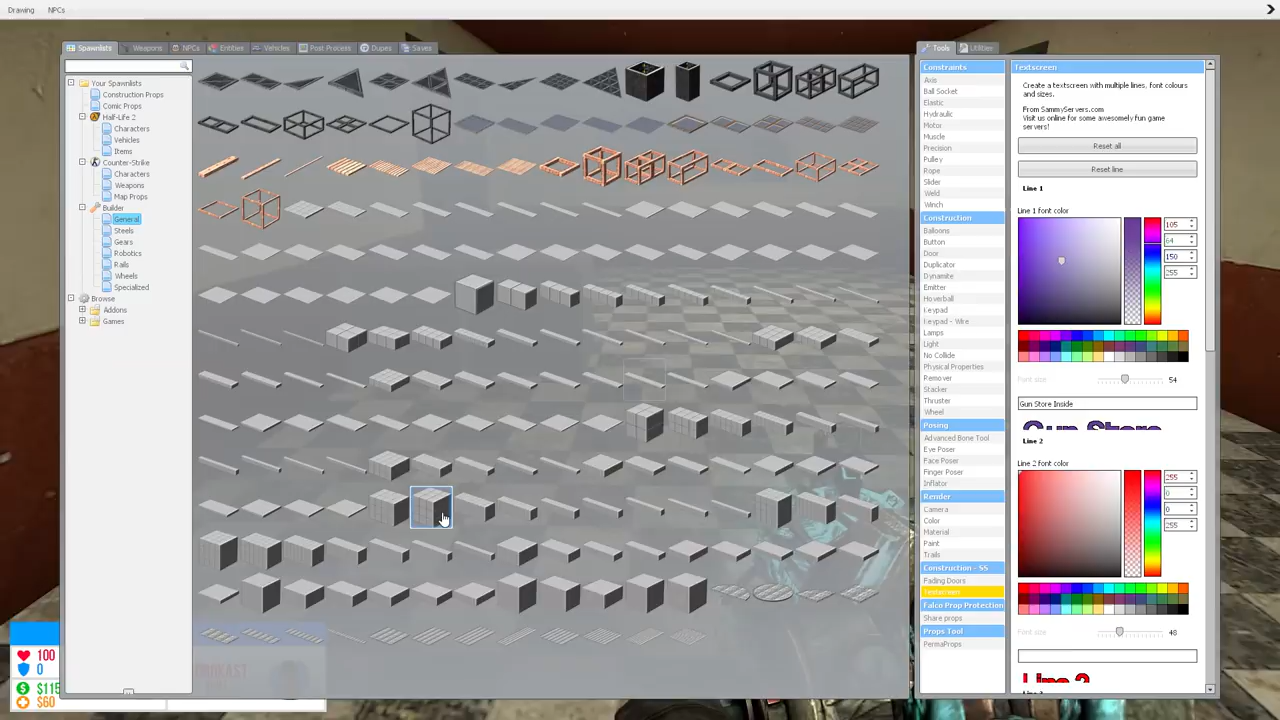 Drawing NPCs
Spawnlists Weapons NPCs Entities Vehicles Post Process Dupes Saves
Your Spawnlists
Construction Props
Comic Props
Half-Life 2
Characters
Vehicles
Items
Counter-Strike
Characters
Weapons
Map Props
Builder
General
Steels
Gears
Robotics
Rails
Wheels
Specialized
Browse
Addons
Games
100
0
$115
$60
Tools Utilities
Constraints
Axis
Ball Socket
Elastic
Hydraulic
Motor
Muscle
Precision
Pulley
Rope
Slider
Weld
Winch
Construction
Balloons
Button
Door
Duplicator
Dynamite
Emitter
Hoverball
Keypad
Keypad - Wire
Lamps
Light
No Collide
Physical Properties
Remover
Stacker
Thruster
Wheel
Posing
Advanced Bone Tool
Eye Poser
Face Poser
Finger Poser
Inflator
Render
Camera
Color
Material
Paint
Trails
Construction - SS
Fading Doors
Textscreen
Falco Prop Protection
Share props
Props Tool
PermaProps
Textscreen
Create a textscreen with multiple lines, font colours
and sizes.
From SammyServers.com
Visit us online for some awesomely fun game
servers!
Reset all
Reset line
Line 1
Line 1 font color
105
64
150
255
Font size 54
Gun Store Inside
Gun Store
Line 2
Line 2 font color
255
0
0
255
Font size 48
Line 2